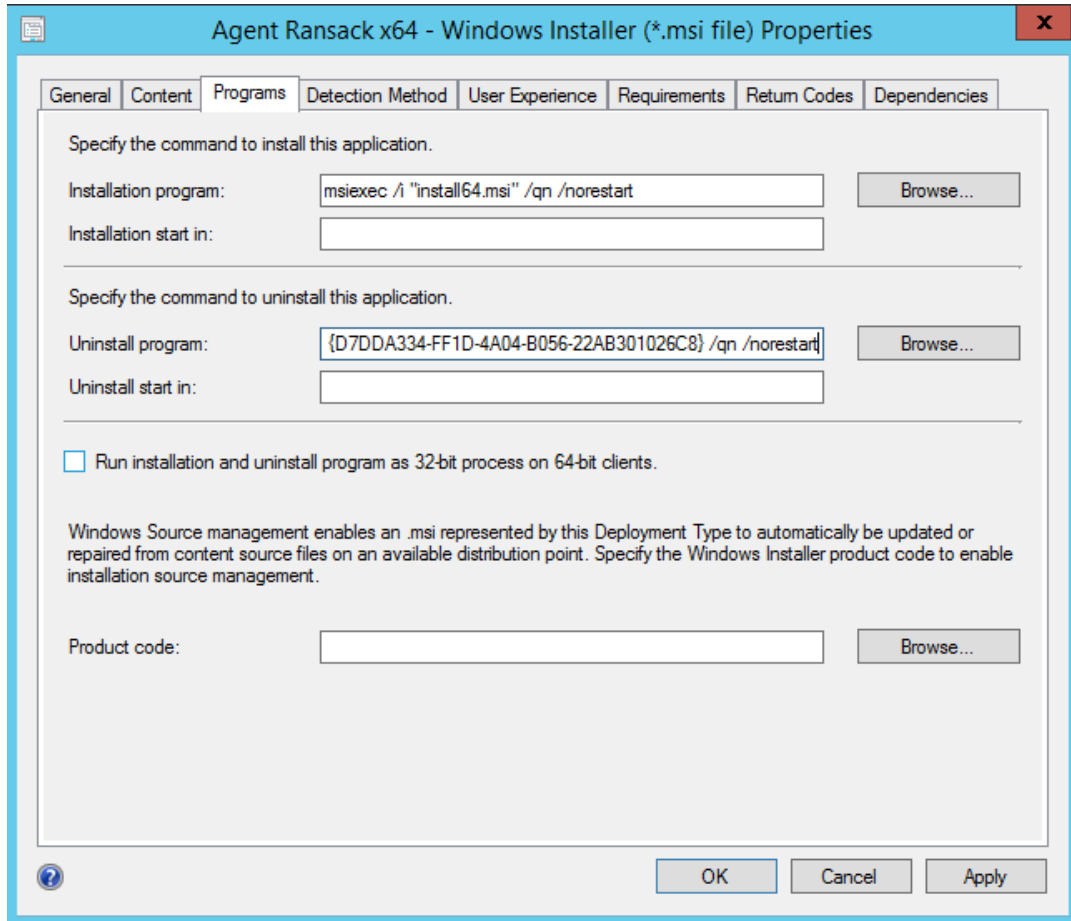 Agent Ransack x64 - Windows Installer (*.msi file) Properties
x
General Content Programs Detection Method User Experience Requirements Return Codes Dependencies
Specify the command to install this application.
Installation program: msiexec /i "install64.msi" /qn /norestart Browse...
Installation start in:
Specify the command to uninstall this application.
Uninstall program: {D7DDA334-FF1D-4A04-B056-22AB301026C8} /qn /norestart Browse...
Uninstall start in:
Run installation and uninstall program as 32-bit process on 64-bit clients.
Windows Source management enables an .msi represented by this Deployment Type to automatically be updated or
repaired from content source files on an available distribution point. Specify the Windows Installer product code to enable
installation source management.
Product code: Browse...
? OK Cancel Apply